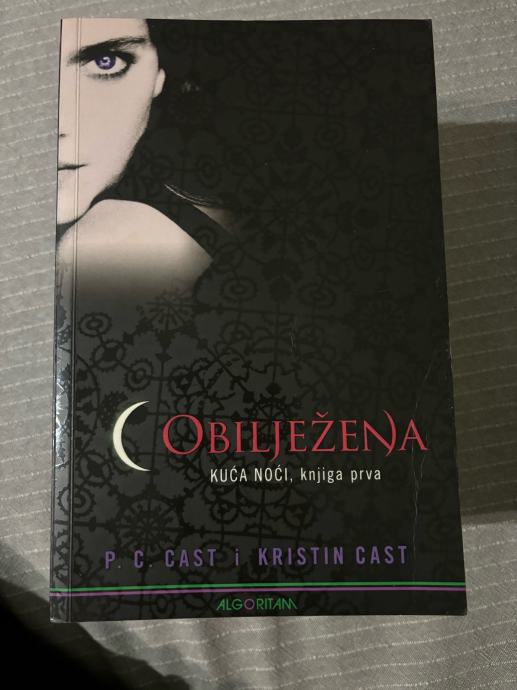 OBILJEŽENA
KUĆA NOĆI, knjiga prva
P. C. CAST i KRISTIN CAST
ALGORITAM